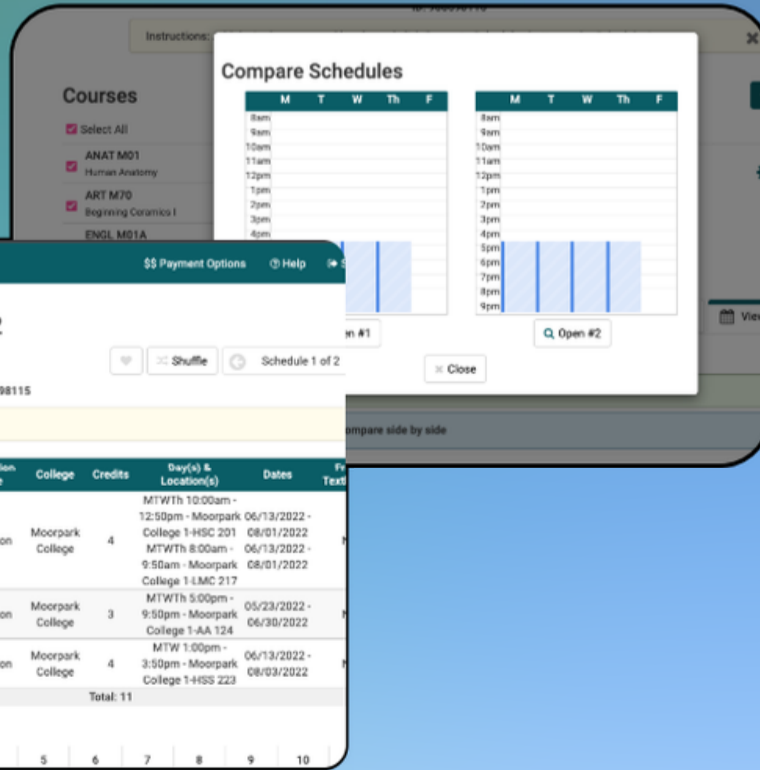 Instructions:
Compare Schedules
Courses
Select All
ANAT M01
Human Anatomy
ART M70
Beginning Ceramics I
ENGL M01A
M T W Th F
8am
9am
10am
11am
12pm
1pm
2pm
3pm
4pm
M T W Th F
8am
9am
10am
11am
12pm
1pm
2pm
3pm
4pm
5pm
6pm
7pm
8pm
9pm
#1
Open #2
Close
View
compare side by side
$$ Payment Options Help
Shuffle Schedule 1 of 2
98115
College Credits Day(s) & Location(s) Dates
Moorpark College
4
MTWTh 10:00am -
12:50pm - Moorpark
College 1-HSC 201
MTWTh 8:00am -
9:50am - Moorpark
College 1-LMC 217
06/13/2022 -
08/01/2022
06/13/2022 -
08/01/2022
Moorpark College
3
MTWTh 5:00pm -
9:50pm - Moorpark
College 1-AA 124
05/23/2022 -
06/30/2022
Moorpark College
4
MTW 1:00pm -
3:50pm - Moorpark
College 1-HSS 223
06/13/2022 -
08/03/2022
Total: 11
5 6 7 8 9 10